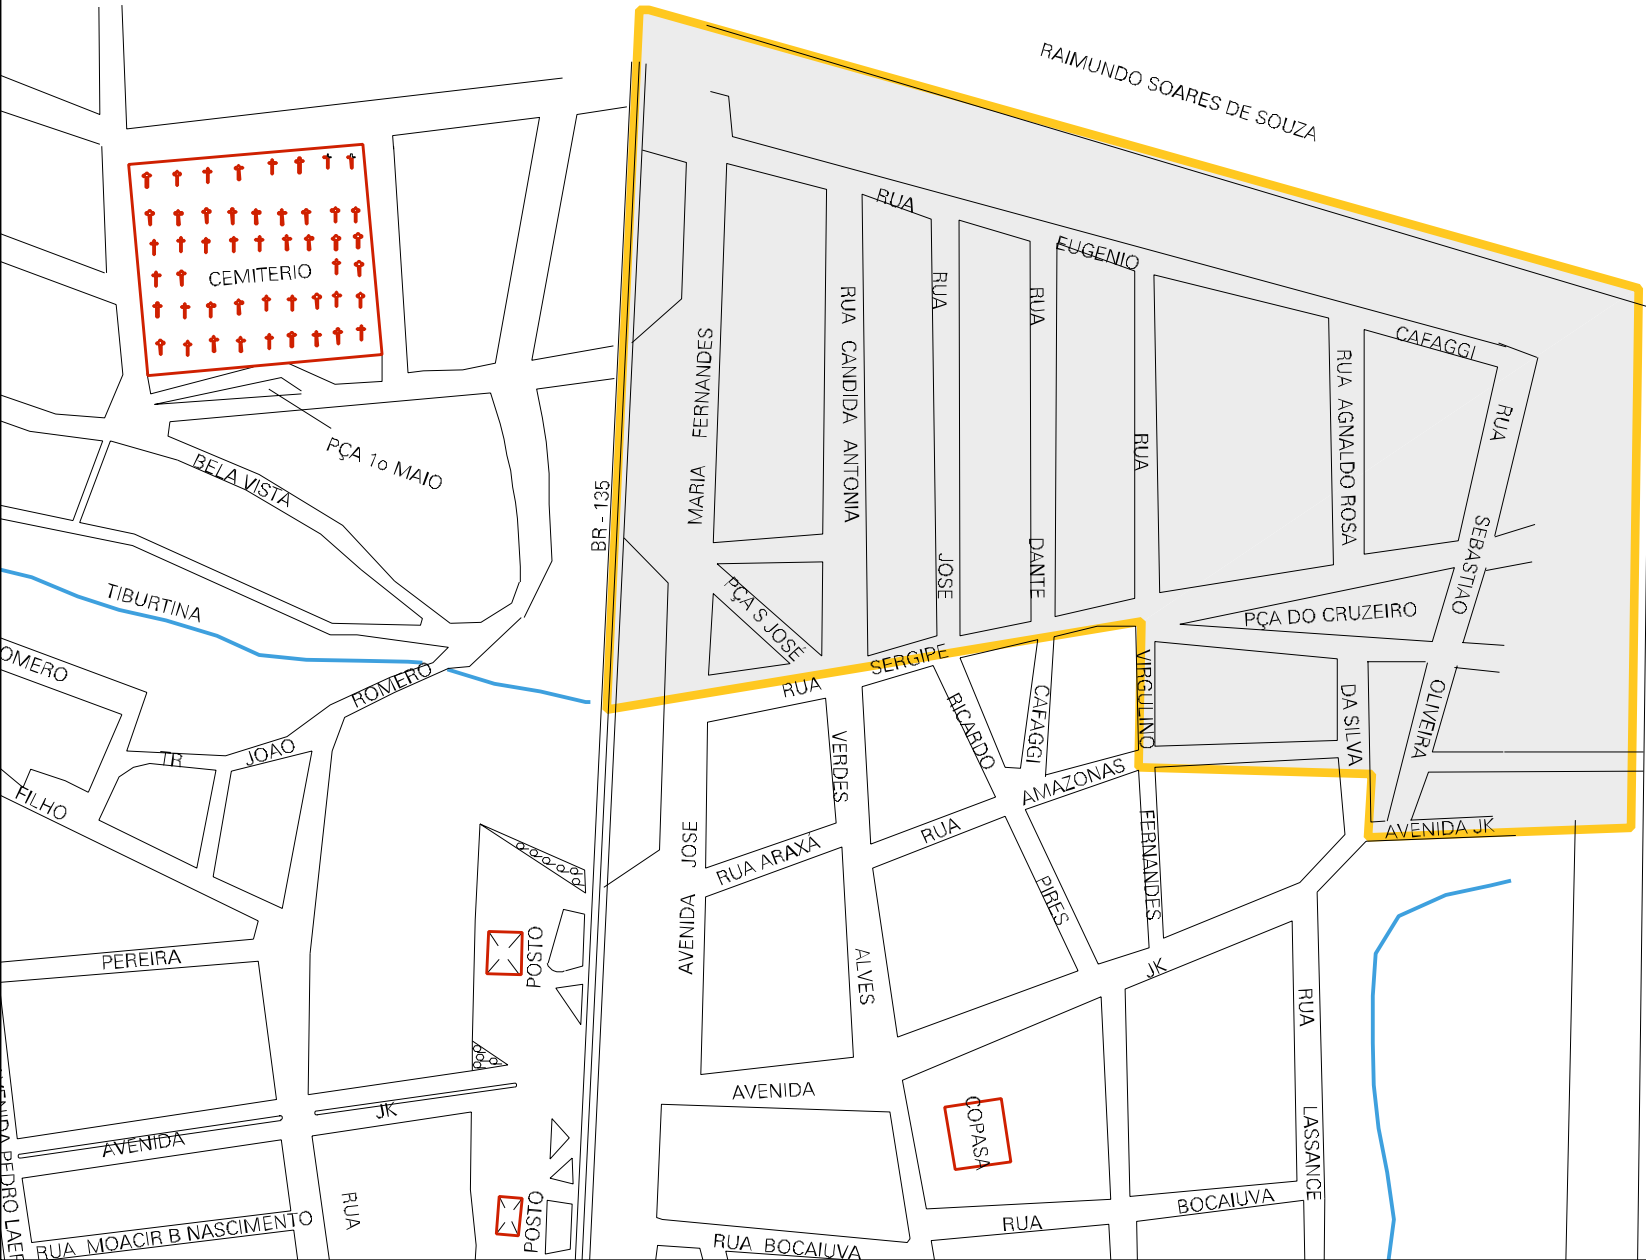 RAIMUNDO SOARES DE SOUZA
RUA
EUGENIO
CAFAGGI
CEMITERIO
PÇA 1o MAIO
BELA VISTA
TIBURTINA
BR - 135
MARIA FERNANDES
RUA CANDIDA ANTONIA
RUA
JOSE
RUA
DANTE
RUA
RUA AGNALDO ROSA
RUA
SEBASTIAO
PÇA S JOSÉ
PÇA DO CRUZEIRO
RUA
SERGIPE
OMERO
ROMERO
TR
JOAO
FILHO
VERDES
RICARDO
CAFAGGI
VIRGULINO
DA SILVA
OLIVEIRA
AMAZONAS
RUA
AVENIDA JK
RUA ARAXA
AVENIDA JOSE
PIRES
FERNANDES
PEREIRA
POSTO
ALVES
JK
RUA
AVENIDA
JK
AVENIDA
COPASA
LASSANCE
AVENIDA PEDRO LAER
RUA
POSTO
RUA MOACIR B NASCIMENTO
BOCAIUVA
RUA
RUA BOCAIUVA